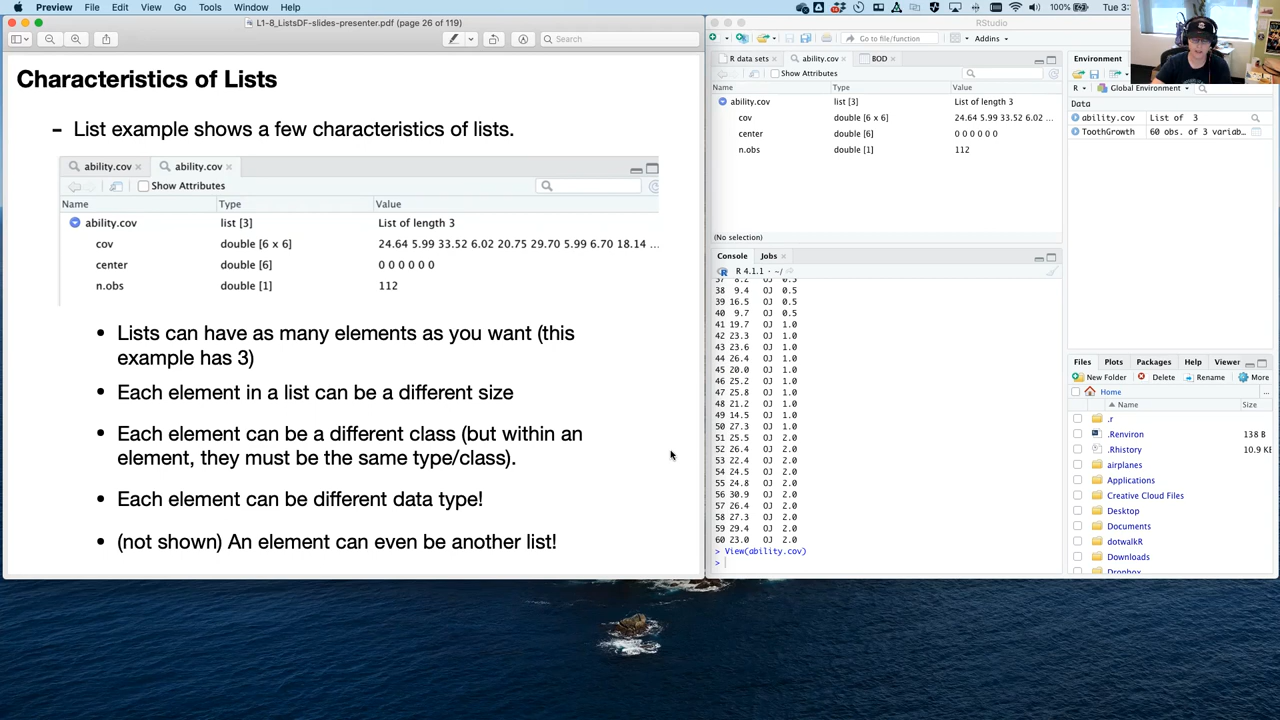 Preview File Edit View Go Tools Window Help 100% Tue 3:
L1-8_ListsDF-slides-presenter.pdf (page 26 of 119)
Search
Characteristics of Lists
- List example shows a few characteristics of lists.
ability.cov × ability.cov ×
Show Attributes
Name Type Value
ability.cov list [3] List of length 3
cov double [6 x 6] 24.64 5.99 33.52 6.02 20.75 29.70 5.99 6.70 18.14 ...
center double [6] 0 0 0 0 0 0
n.obs double [1] 112
• Lists can have as many elements as you want (this
example has 3)
• Each element in a list can be a different size
• Each element can be a different class (but within an
element, they must be the same type/class).
• Each element can be different data type!
• (not shown) An element can even be another list!
RStudio
Go to file/function Addins
R data sets × ability.cov × BOD ×
Show Attributes
Name Type Value
ability.cov list [3] List of length 3
cov double [6 x 6] 24.64 5.99 33.52 6.02 ...
center double [6] 0 0 0 0 0 0
n.obs double [1] 112
(No selection)
Console Jobs ×
R 4.1.1 · ~/
37 8.2 OJ 0.5
38 9.4 OJ 0.5
39 16.5 OJ 0.5
40 9.7 OJ 0.5
41 19.7 OJ 1.0
42 23.3 OJ 1.0
43 23.6 OJ 1.0
44 26.4 OJ 1.0
45 20.0 OJ 1.0
46 25.2 OJ 1.0
47 25.8 OJ 1.0
48 21.2 OJ 1.0
49 14.5 OJ 1.0
50 27.3 OJ 1.0
51 25.5 OJ 2.0
52 26.4 OJ 2.0
53 22.4 OJ 2.0
54 24.5 OJ 2.0
55 24.8 OJ 2.0
56 30.9 OJ 2.0
57 26.4 OJ 2.0
58 27.3 OJ 2.0
59 29.4 OJ 2.0
60 23.0 OJ 2.0
> View(ability.cov)
>
Environment
R Global Environment
Data
ability.cov List of 3
ToothGrowth 60 obs. of 3 variab…
Files Plots Packages Help Viewer
New Folder Delete Rename More
Home ...
Name Size
.r
.Renviron 138 B
.Rhistory 10.9 KE
airplanes
Applications
Creative Cloud Files
Desktop
Documents
dotwalkR
Downloads
Dropbox